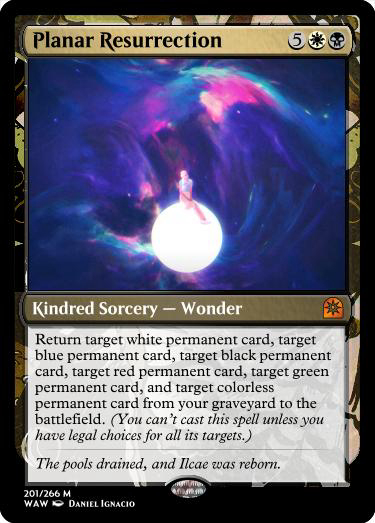 Planar Resurrection 5
Kindred Sorcery — Wonder
Return target white permanent card, target
blue permanent card, target black permanent
card, target red permanent card, target green
permanent card, and target colorless
permanent card from your graveyard to the
battlefield. (You can't cast this spell unless you
have legal choices for all its targets.)
The pools drained, and Ilcae was reborn.
201/266 M
WAW Daniel Ignacio